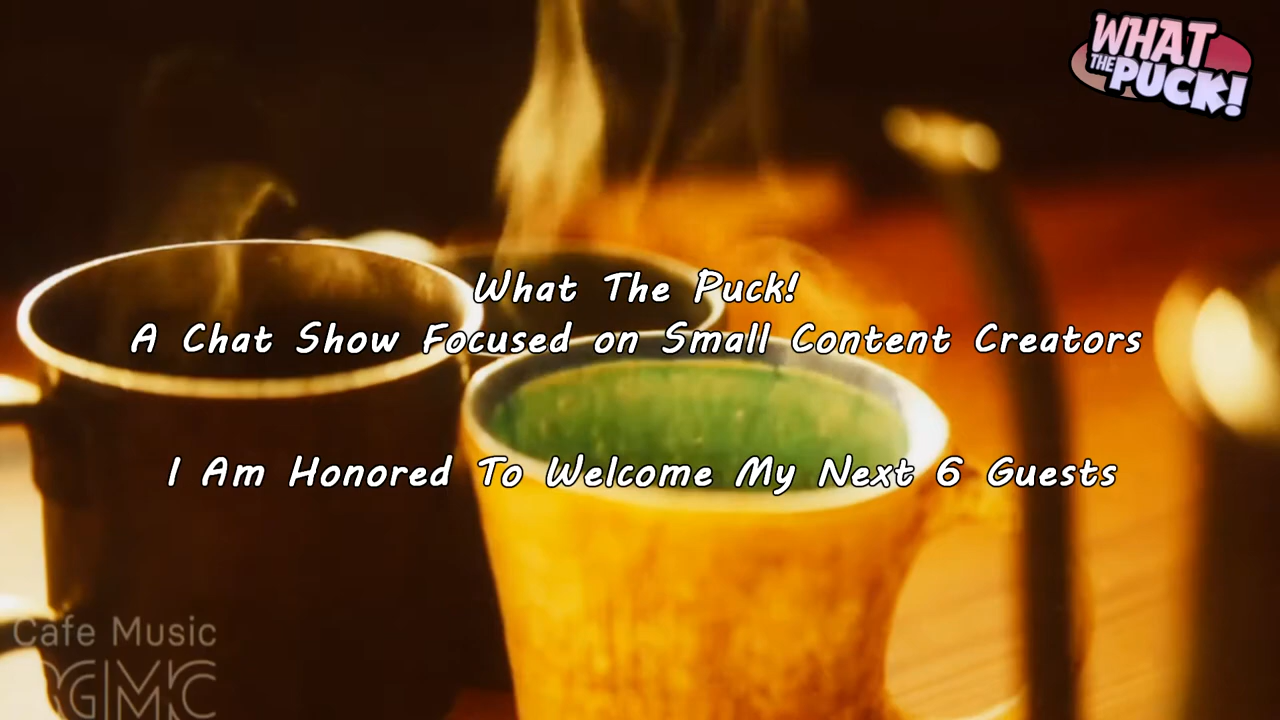 WHAT
THE
PUCK!
What The Puck!
A Chat Show Focused on Small Content Creators
I Am Honored To Welcome My Next 6 Guests
Cafe Music
BGMC